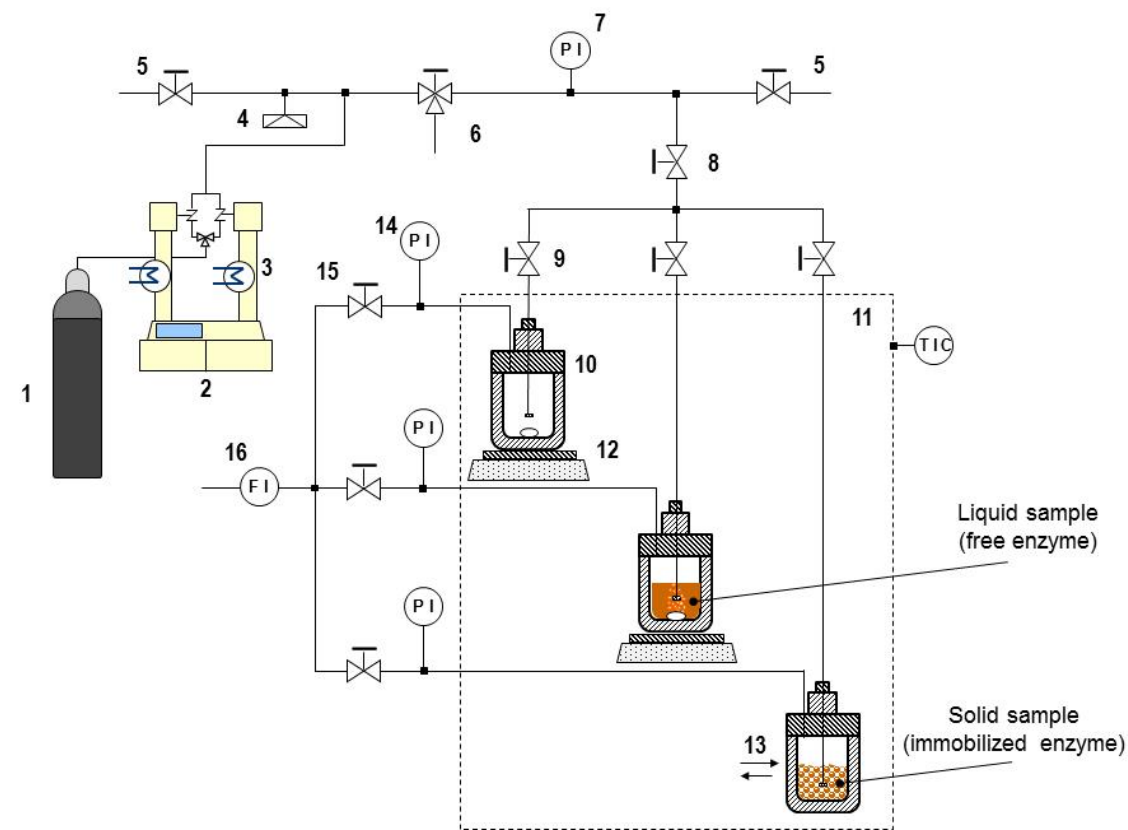 7
5
PI
5
4
6
8
14
PI
9
3
15
11
TIC
1
2
10
16
PI
12
FI
Liquid sample
(free enzyme)
PI
13
Solid sample
(immobilized enzyme)